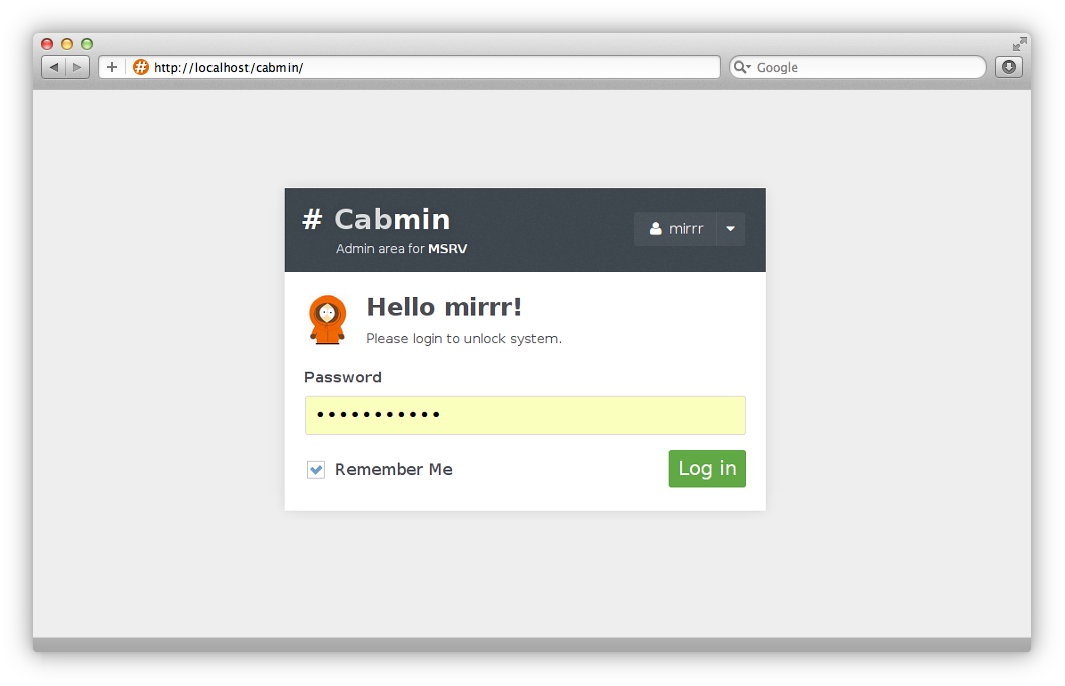 http://localhost/cabmin/
Google
# Cabmin
mirrr
Admin area for MSRV
Hello mirrr!
Please login to unlock system.
Password
•••••••••••
Remember Me
Log in